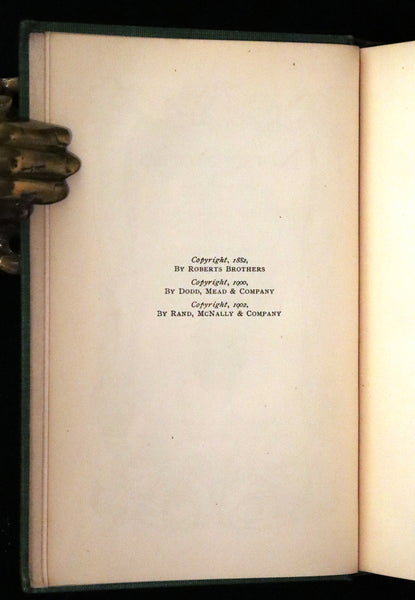 Copyright, 1882,
By Roberts Brothers
Copyright, 1900,
By Dodd, Mead & Company
Copyright, 1902,
By Rand, McNally & Company